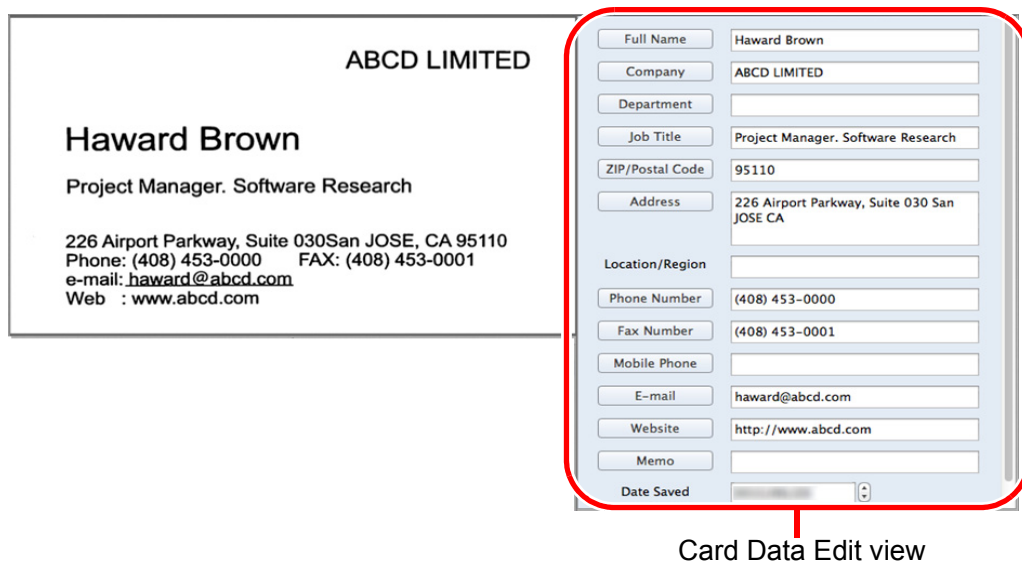 ABCD LIMITED
Haward Brown
Project Manager. Software Research
226 Airport Parkway, Suite 030San JOSE, CA 95110
Phone: (408) 453-0000 FAX: (408) 453-0001
e-mail: haward@abcd.com
Web : www.abcd.com
Full Name Haward Brown
Company ABCD LIMITED
Department
Job Title Project Manager. Software Research
ZIP/Postal Code 95110
Address 226 Airport Parkway, Suite 030 San
JOSE CA
Location/Region
Phone Number (408) 453-0000
Fax Number (408) 453-0001
Mobile Phone
E-mail haward@abcd.com
Website http://www.abcd.com
Memo
Date Saved
Card Data Edit view